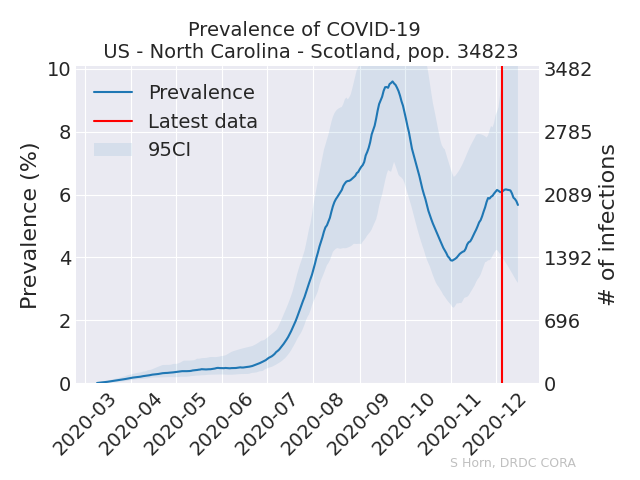 Prevalence of COVID-19
US - North Carolina - Scotland, pop. 34823
Prevalence
Latest data
95CI
Prevalence (%)
10
8
6
4
2
0
3482
2785
2089
1392
696
0
# of infections
2020-03
2020-04
2020-05
2020-06
2020-07
2020-08
2020-09
2020-10
2020-11
2020-12
S Horn, DRDC CORA